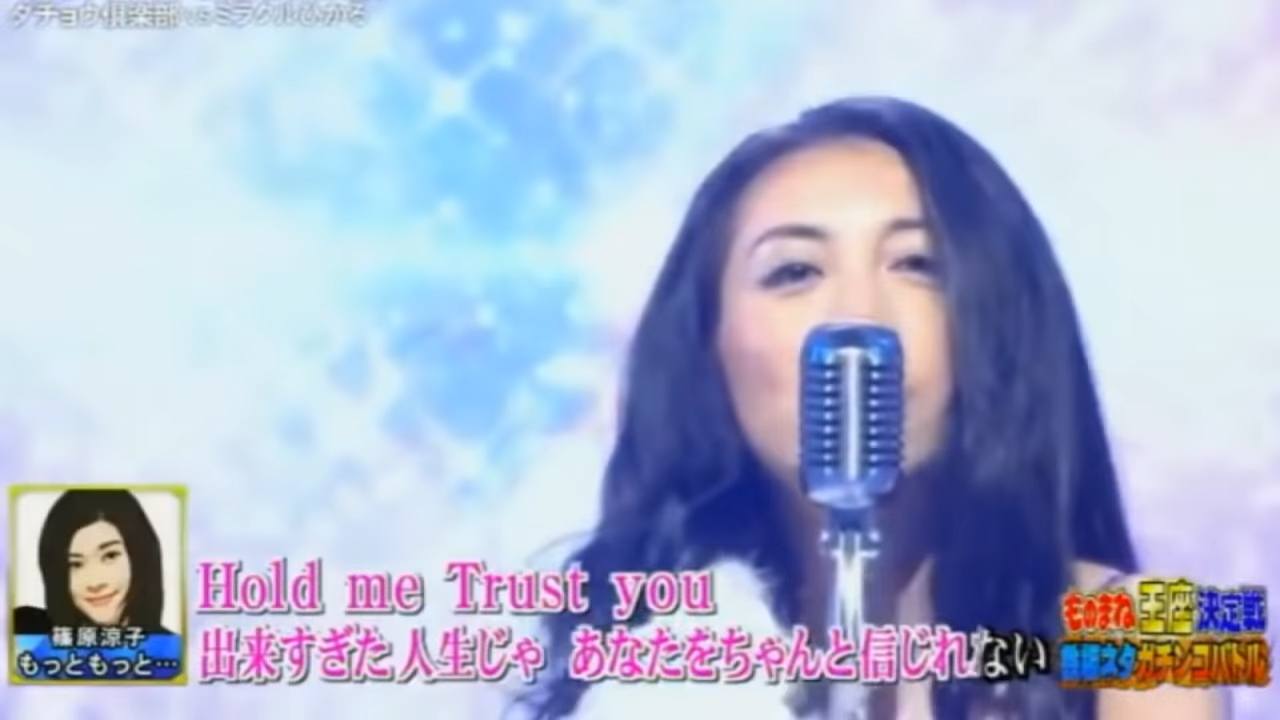 ダチョウ倶楽部 vs ミラクルひかる
Hold me Trust you
出来すぎた人生じゃ あなたをちゃんと信じれない
篠原涼子
もっともっと…
ものまね王座決定戦
ガチンコバトル